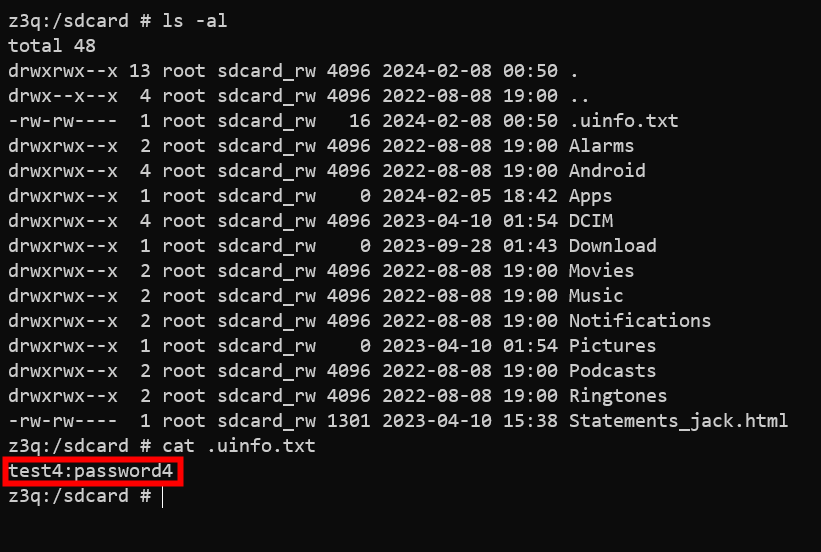 z3q:/sdcard # ls -al
total 48
drwxrwx--x 13 root sdcard_rw 4096 2024-02-08 00:50 .
drwx--x--x  4 root sdcard_rw 4096 2022-08-08 19:00 ..
-rw-rw----  1 root sdcard_rw   16 2024-02-08 00:50 .uinfo.txt
drwxrwx--x  2 root sdcard_rw 4096 2022-08-08 19:00 Alarms
drwxrwx--x  4 root sdcard_rw 4096 2022-08-08 19:00 Android
drwxrwx--x  1 root sdcard_rw    0 2024-02-05 18:42 Apps
drwxrwx--x  4 root sdcard_rw 4096 2023-04-10 01:54 DCIM
drwxrwx--x  1 root sdcard_rw    0 2023-09-28 01:43 Download
drwxrwx--x  2 root sdcard_rw 4096 2022-08-08 19:00 Movies
drwxrwx--x  2 root sdcard_rw 4096 2022-08-08 19:00 Music
drwxrwx--x  2 root sdcard_rw 4096 2022-08-08 19:00 Notifications
drwxrwx--x  1 root sdcard_rw    0 2023-04-10 01:54 Pictures
drwxrwx--x  2 root sdcard_rw 4096 2022-08-08 19:00 Podcasts
drwxrwx--x  2 root sdcard_rw 4096 2022-08-08 19:00 Ringtones
-rw-rw----  1 root sdcard_rw 1301 2023-04-10 15:38 Statements_jack.html
z3q:/sdcard # cat .uinfo.txt
test4:password4
z3q:/sdcard #